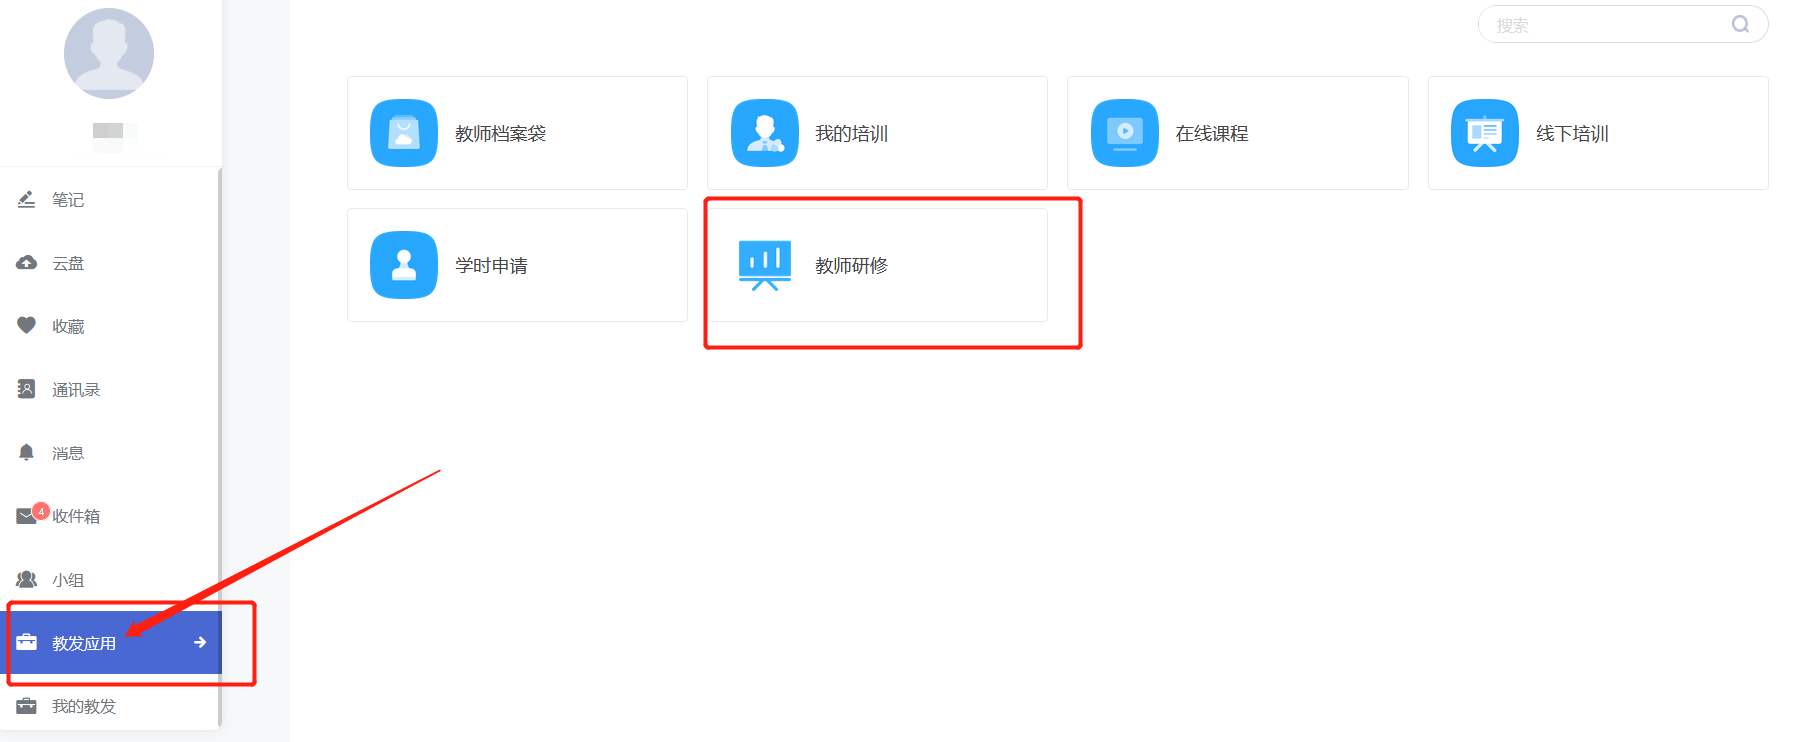 搜索
教师档案袋
我的培训
在线课程
线下培训
学时申请
教师研修
笔记
云盘
收藏
通讯录
消息
4
收件箱
小组
教发应用
我的教发